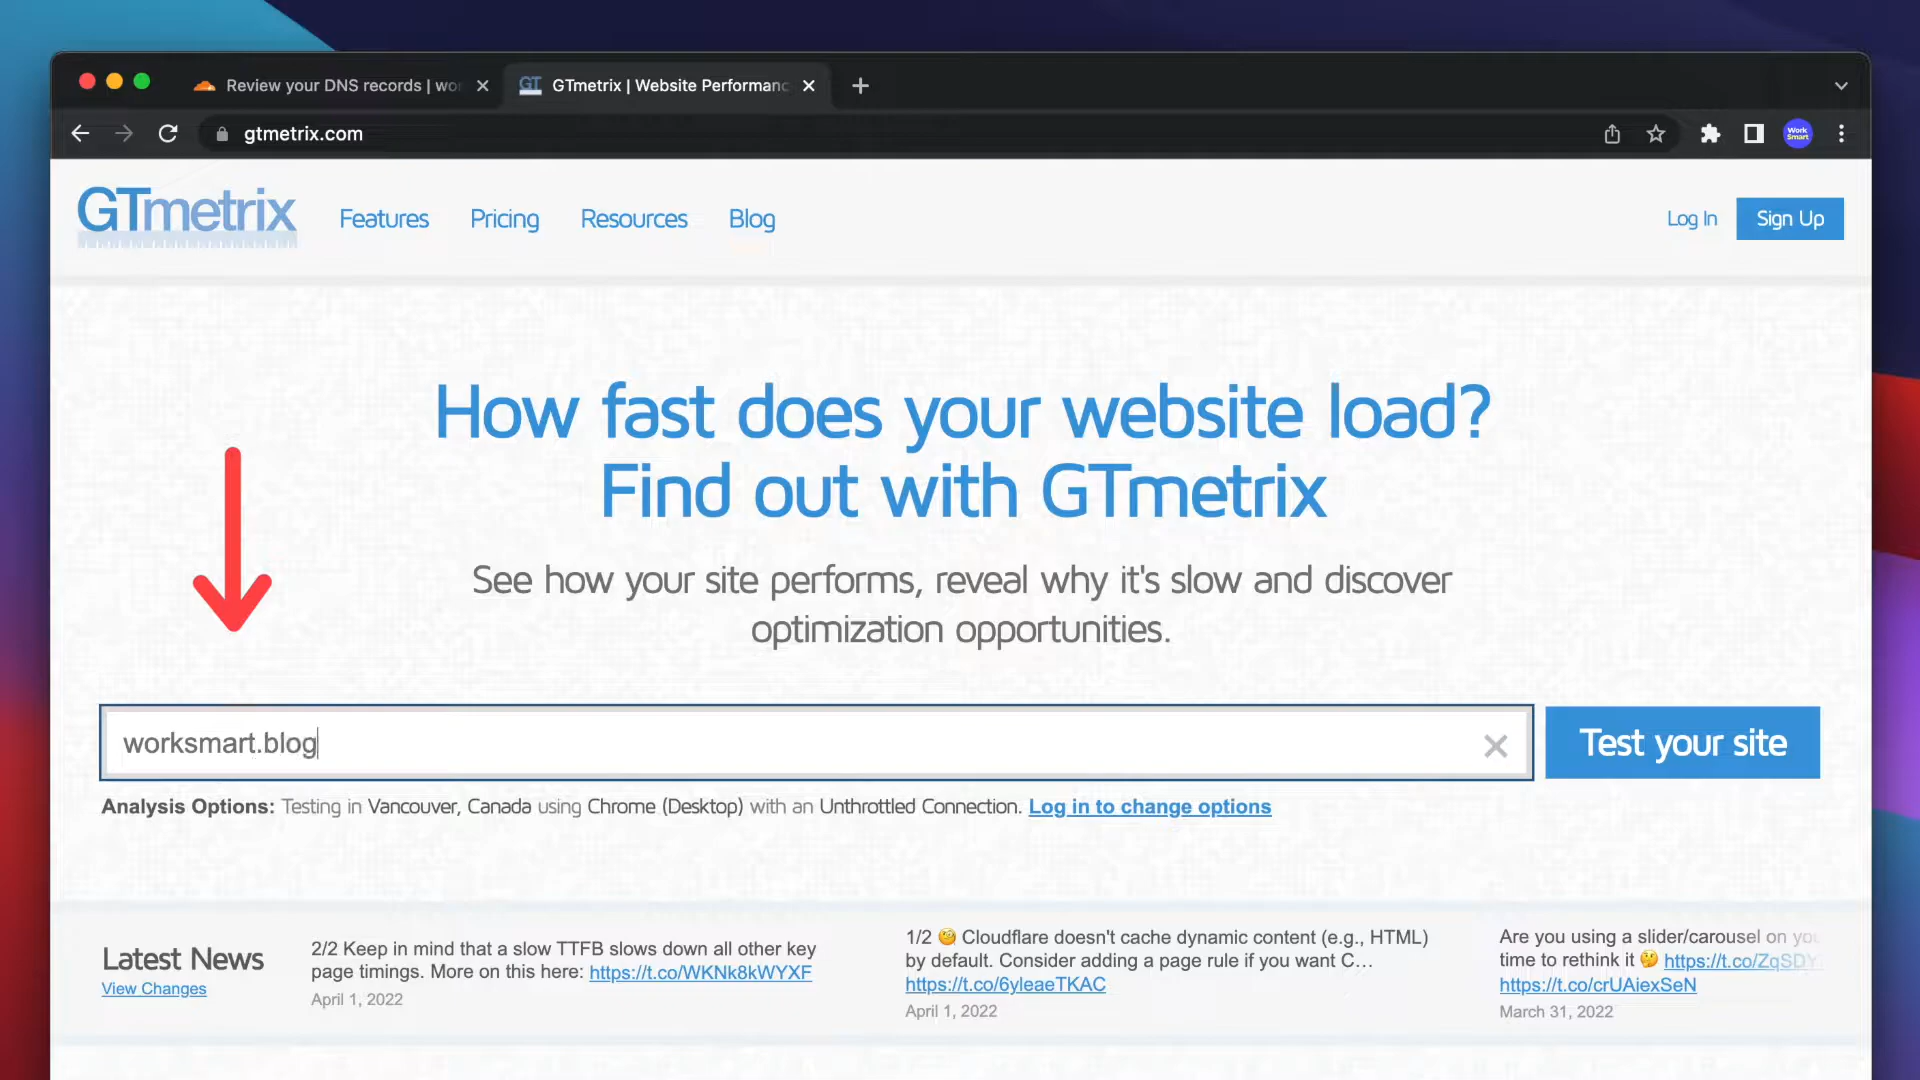 Review your DNS records | wo
GTmetrix | Website Performanc
gtmetrix.com
Work Smart
GTmetrix
Features
Pricing
Resources
Blog
Log In
Sign Up
How fast does your website load?
Find out with GTmetrix
See how your site performs, reveal why it's slow and discover
optimization opportunities.
worksmart.blog
Test your site
Analysis Options: Testing in Vancouver, Canada using Chrome (Desktop) with an Unthrottled Connection. Log in to change options
Latest News
View Changes
2/2 Keep in mind that a slow TTFB slows down all other key
page timings. More on this here: https://t.co/WKNk8kWYXF
April 1, 2022
1/2 🧐 Cloudflare doesn't cache dynamic content (e.g., HTML)
by default. Consider adding a page rule if you want C…
https://t.co/6yleaeTKAC
April 1, 2022
Are you using a slider/carousel on you
time to rethink it 🤔 https://t.co/ZqSDY
https://t.co/crUAiexSeN
March 31, 2022